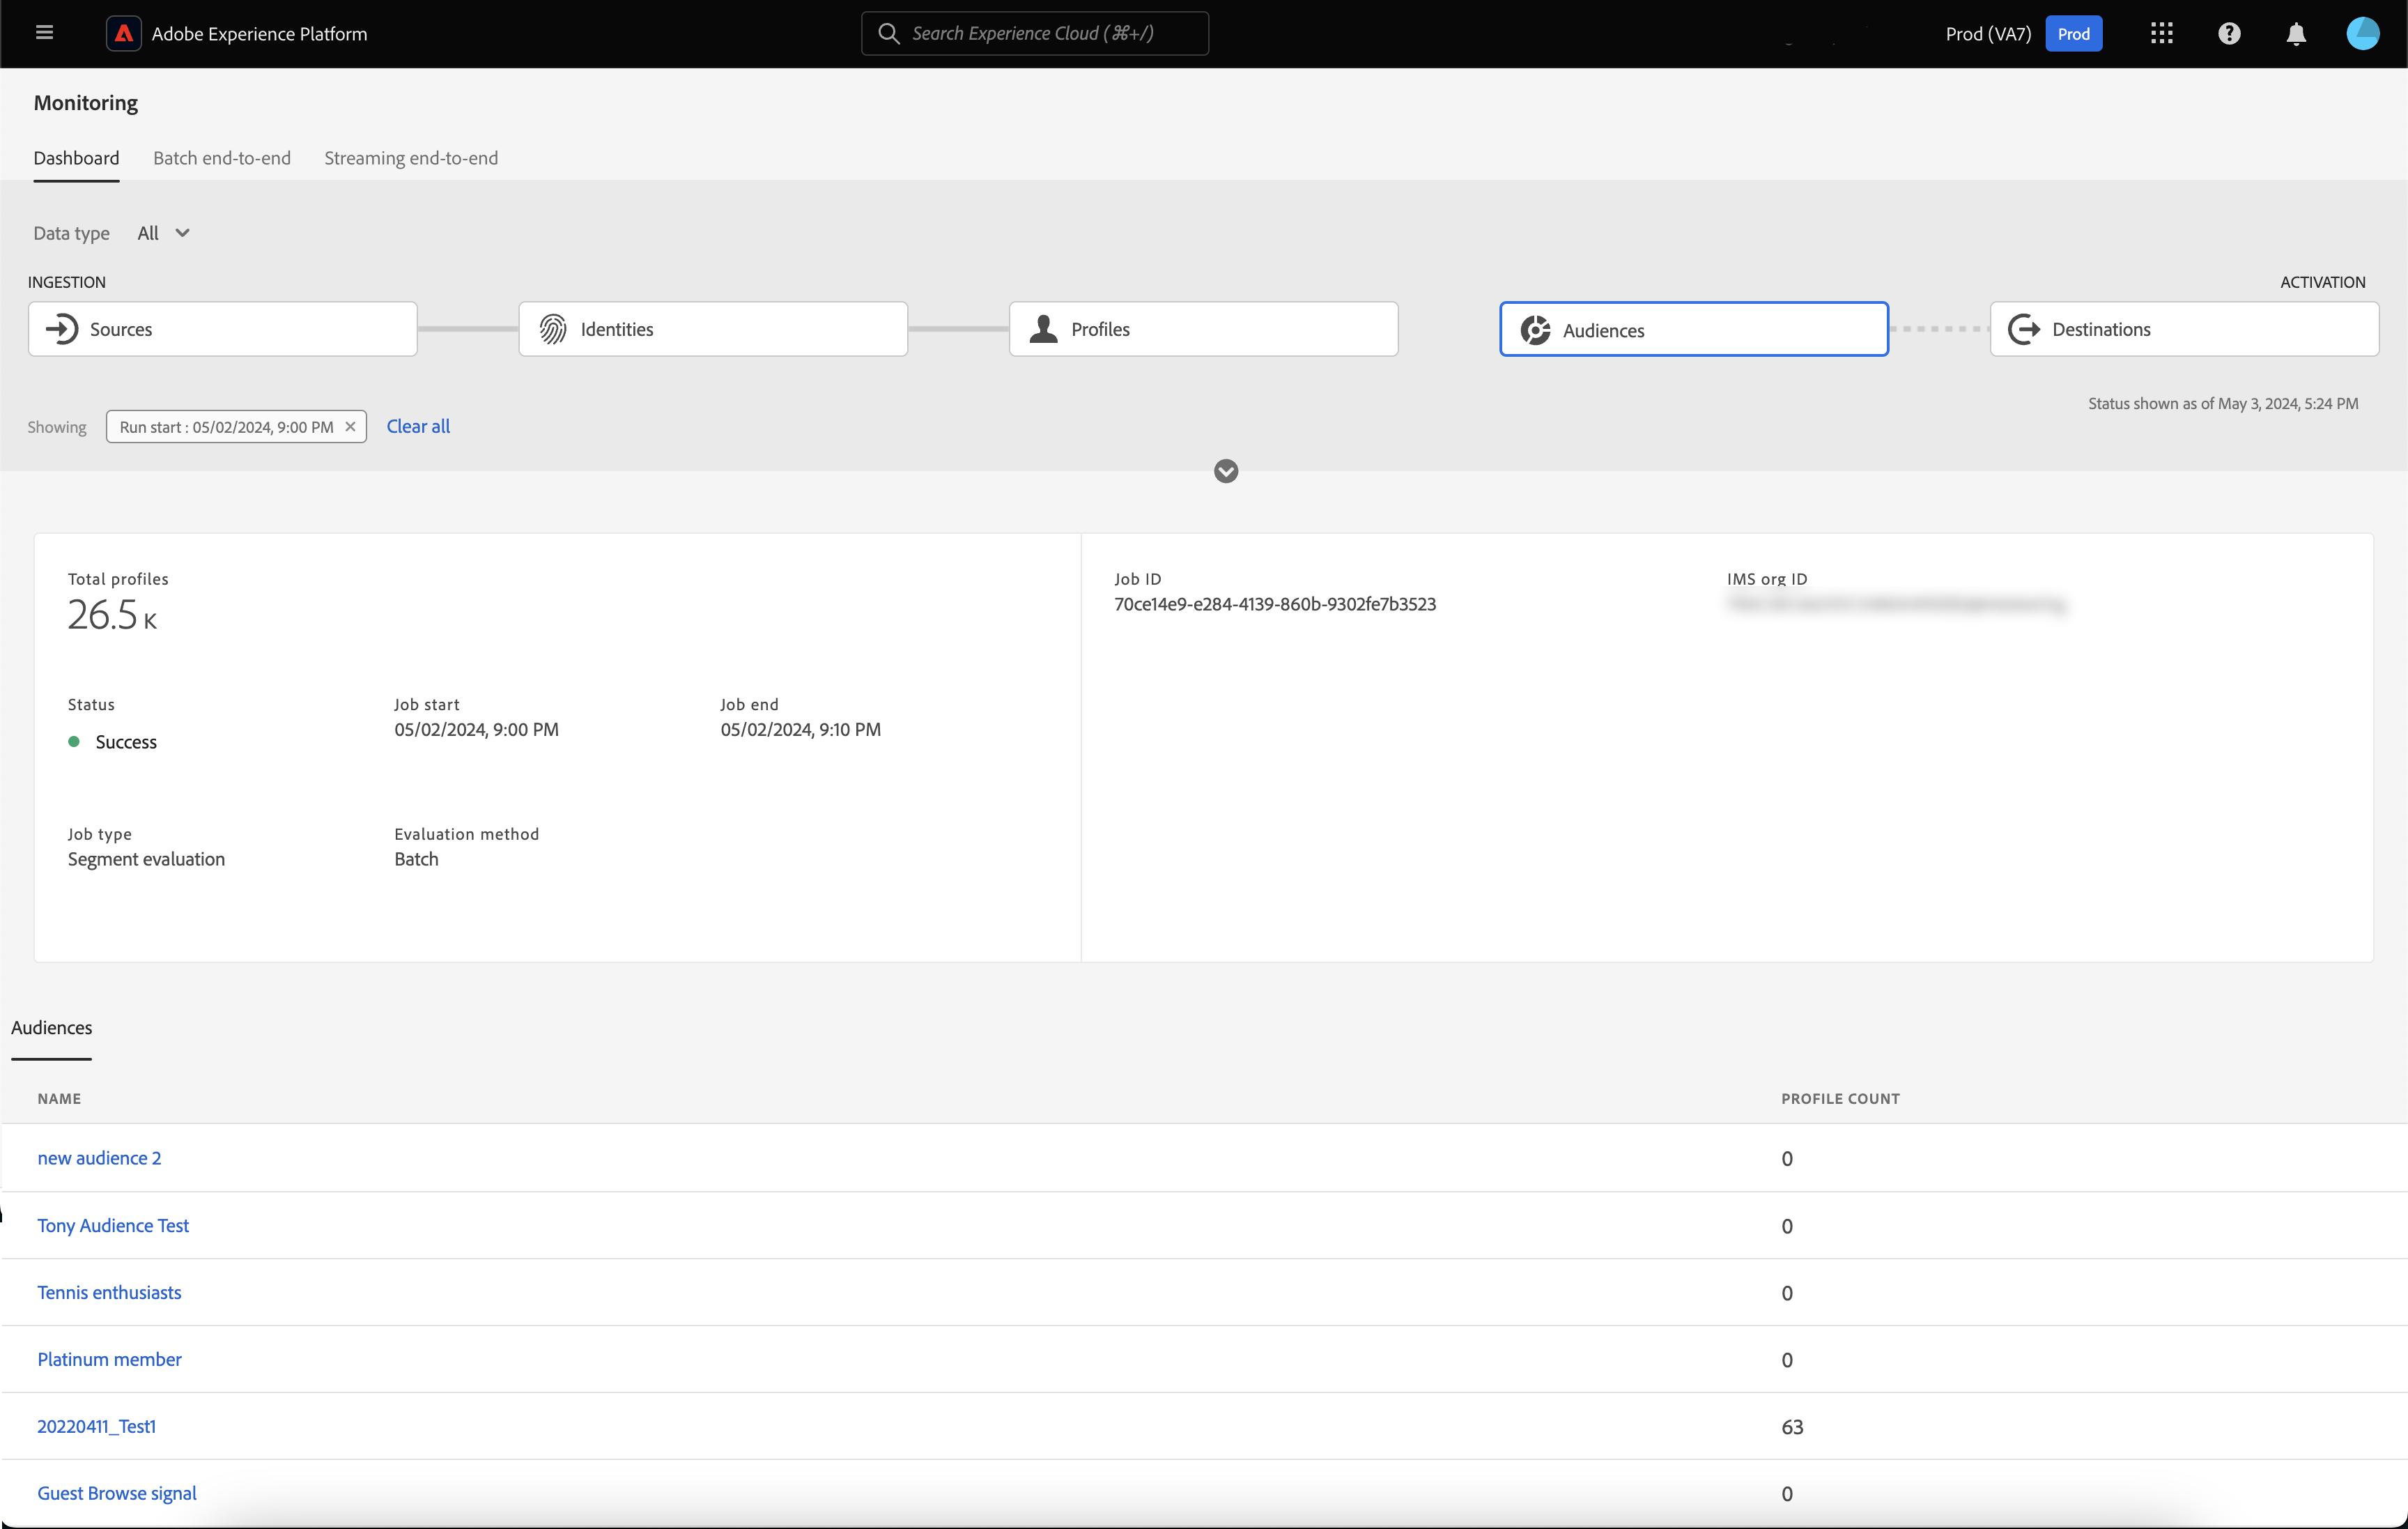 Adobe Experience Platform
Search Experience Cloud (⌘+/)
Prod (VA7)
Prod
Monitoring
Dashboard
Batch end-to-end
Streaming end-to-end
Data type
All
INGESTION
ACTIVATION
Sources
Identities
Profiles
Audiences
Destinations
Status shown as of May 3, 2024, 5:24 PM
Showing
Run start : 05/02/2024, 9:00 PM
Clear all
Total profiles
26.5 K
Job ID
70ce14e9-e284-4139-860b-9302fe7b3523
IMS org ID
Status
Success
Job start
05/02/2024, 9:00 PM
Job end
05/02/2024, 9:10 PM
Job type
Segment evaluation
Evaluation method
Batch
Audiences
NAME
PROFILE COUNT
new audience 2
0
Tony Audience Test
0
Tennis enthusiasts
0
Platinum member
0
20220411_Test1
63
Guest Browse signal
0